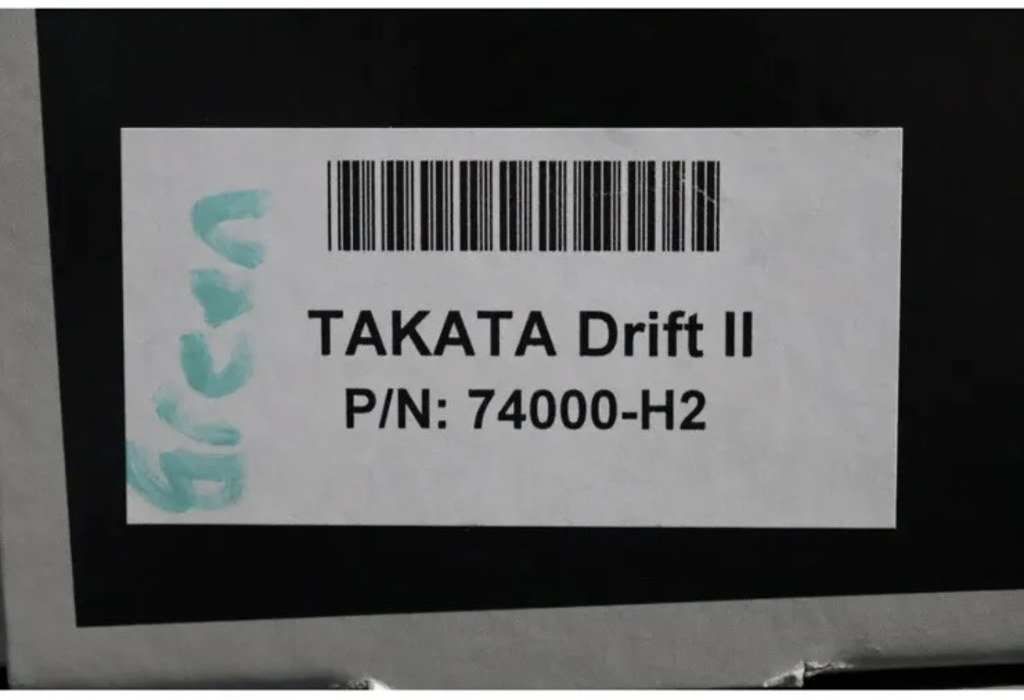 TAKATA Drift II
P/N: 74000-H2
green